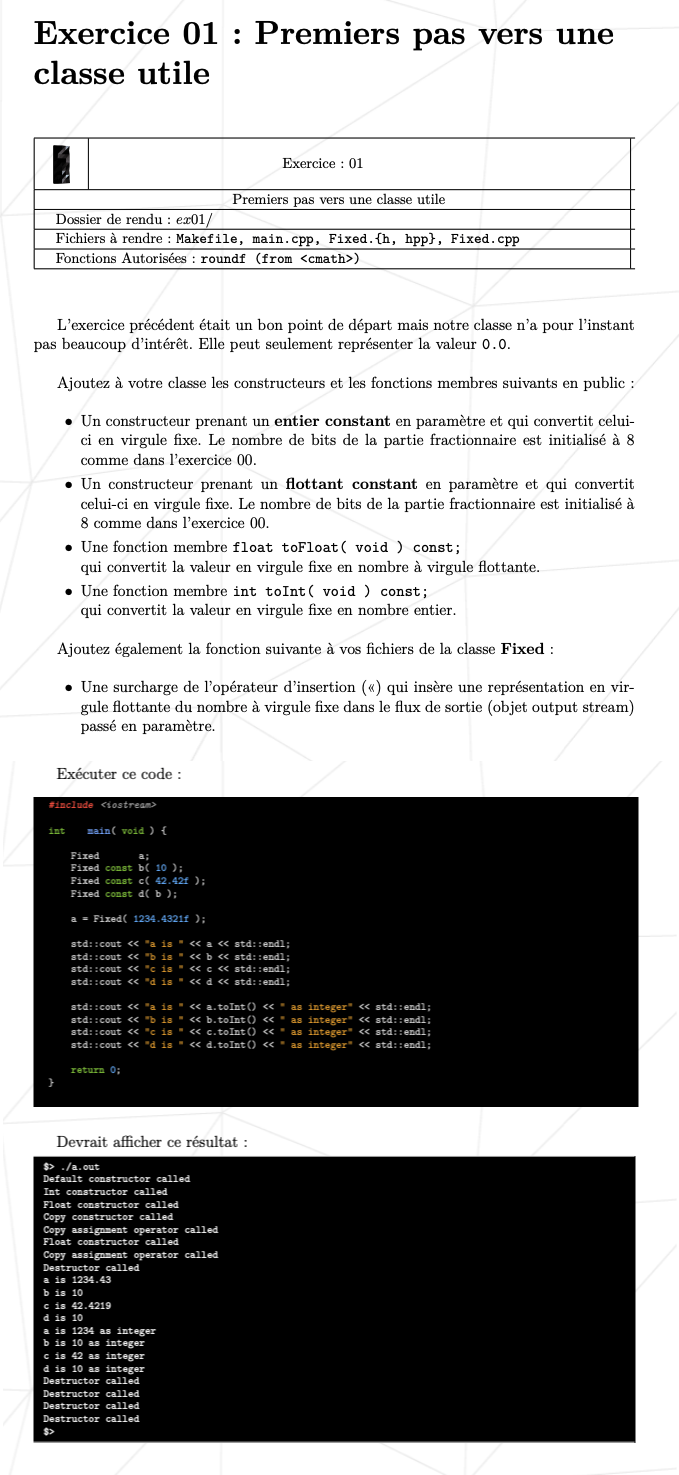 Exercice 01 : Premiers pas vers une
classe utile
Exercice : 01
Premiers pas vers une classe utile
Dossier de rendu : ex01/
Fichiers à rendre : Makefile, main.cpp, Fixed.{h, hpp}, Fixed.cpp
Fonctions Autorisées : roundf (from <cmath>)
L'exercice précédent était un bon point de départ mais notre classe n'a pour l'instant
pas beaucoup d'intérêt. Elle peut seulement représenter la valeur 0.0.
Ajoutez à votre classe les constructeurs et les fonctions membres suivants en public :
• Un constructeur prenant un entier constant en paramètre et qui convertit celui-
ci en virgule fixe. Le nombre de bits de la partie fractionnaire est initialisé à 8
comme dans l'exercice 00.
• Un constructeur prenant un flottant constant en paramètre et qui convertit
celui-ci en virgule fixe. Le nombre de bits de la partie fractionnaire est initialisé à
8 comme dans l'exercice 00.
• Une fonction membre float toFloat( void ) const;
qui convertit la valeur en virgule fixe en nombre à virgule flottante.
• Une fonction membre int toInt( void ) const;
qui convertit la valeur en virgule fixe en nombre entier.
Ajoutez également la fonction suivante à vos fichiers de la classe Fixed :
• Une surcharge de l'opérateur d'insertion («) qui insère une représentation en vir-
gule flottante du nombre à virgule fixe dans le flux de sortie (objet output stream)
passé en paramètre.
Exécuter ce code :
#include <iostream>
int main( void ) {
Fixed a;
Fixed const b( 10 );
Fixed const c( 42.42f );
Fixed const d( b );
a = Fixed( 1234.4321f );
std::cout << "a is " << a << std::endl;
std::cout << "b is " << b << std::endl;
std::cout << "c is " << c << std::endl;
std::cout << "d is " << d << std::endl;
std::cout << "a is " << a.toInt() << " as integer" << std::endl;
std::cout << "b is " << b.toInt() << " as integer" << std::endl;
std::cout << "c is " << c.toInt() << " as integer" << std::endl;
std::cout << "d is " << d.toInt() << " as integer" << std::endl;
return 0;
}
Devrait afficher ce résultat :
$> ./a.out
Default constructor called
Int constructor called
Float constructor called
Copy constructor called
Copy assignment operator called
Float constructor called
Copy assignment operator called
Destructor called
a is 1234.43
b is 10
c is 42.4219
d is 10
a is 1234 as integer
b is 10 as integer
c is 42 as integer
d is 10 as integer
Destructor called
Destructor called
Destructor called
Destructor called
$>